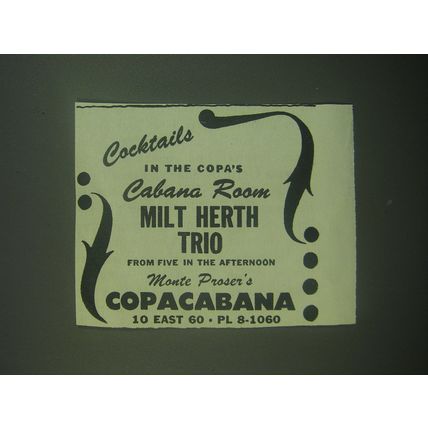 Cocktails
IN THE COPA'S
Cabana Room
MILT HERTH
TRIO
FROM FIVE IN THE AFTERNOON
Monte Proser's
COPACABANA
10 EAST 60 • PL 8-1060